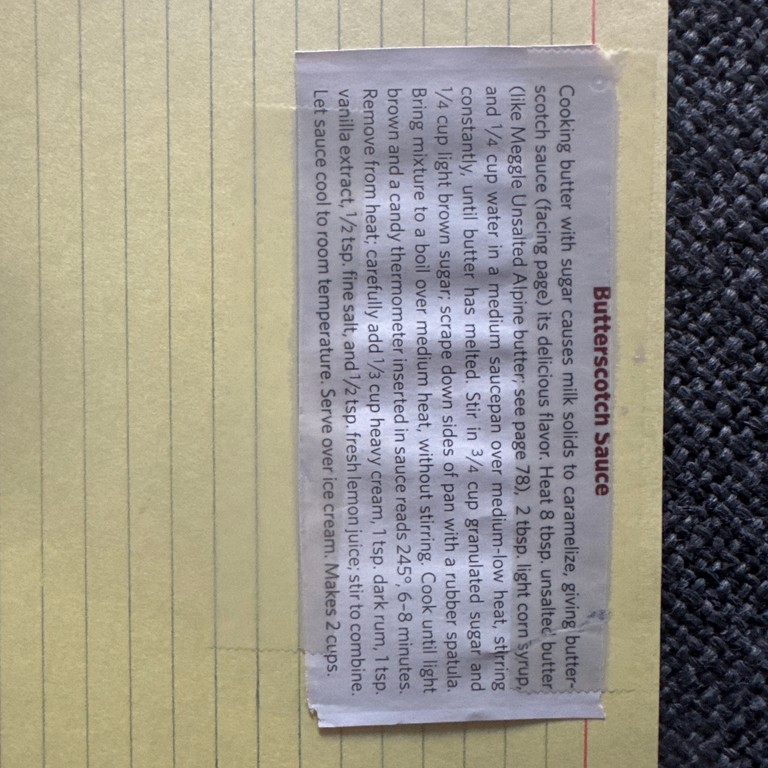 Butterscotch Sauce
Cooking butter with sugar causes milk solids to caramelize, giving butter-
scotch sauce (facing page) its delicious flavor. Heat 8 tbsp. unsalted butter
(like Meggle Unsalted Alpine butter; see page 78), 2 tbsp. light corn syrup,
and 1/4 cup water in a medium saucepan over medium-low heat, stirring
constantly, until butter has melted. Stir in 3/4 cup granulated sugar and
1/4 cup light brown sugar; scrape down sides of pan with a rubber spatula.
Bring mixture to a boil over medium heat, without stirring. Cook until light
brown and a candy thermometer inserted in sauce reads 245°, 6–8 minutes.
Remove from heat; carefully add 1/3 cup heavy cream, 1 tsp. dark rum, 1 tsp.
vanilla extract, 1/2 tsp. fine salt, and 1/2 tsp. fresh lemon juice; stir to combine.
Let sauce cool to room temperature. Serve over ice cream. Makes 2 cups.